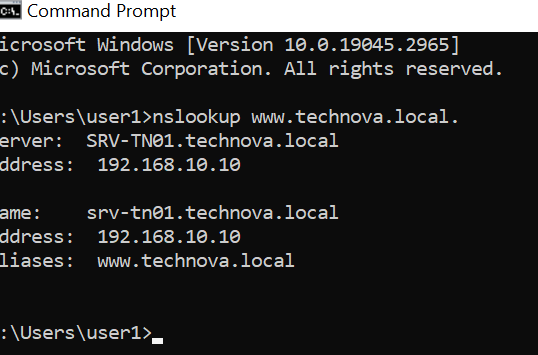 Command Prompt
icrosoft Windows [Version 10.0.19045.2965]
c) Microsoft Corporation. All rights reserved.
:\Users\user1>nslookup www.technova.local.
erver:  SRV-TN01.technova.local
ddress:  192.168.10.10
ame:    srv-tn01.technova.local
ddress:  192.168.10.10
liases:  www.technova.local
:\Users\user1>